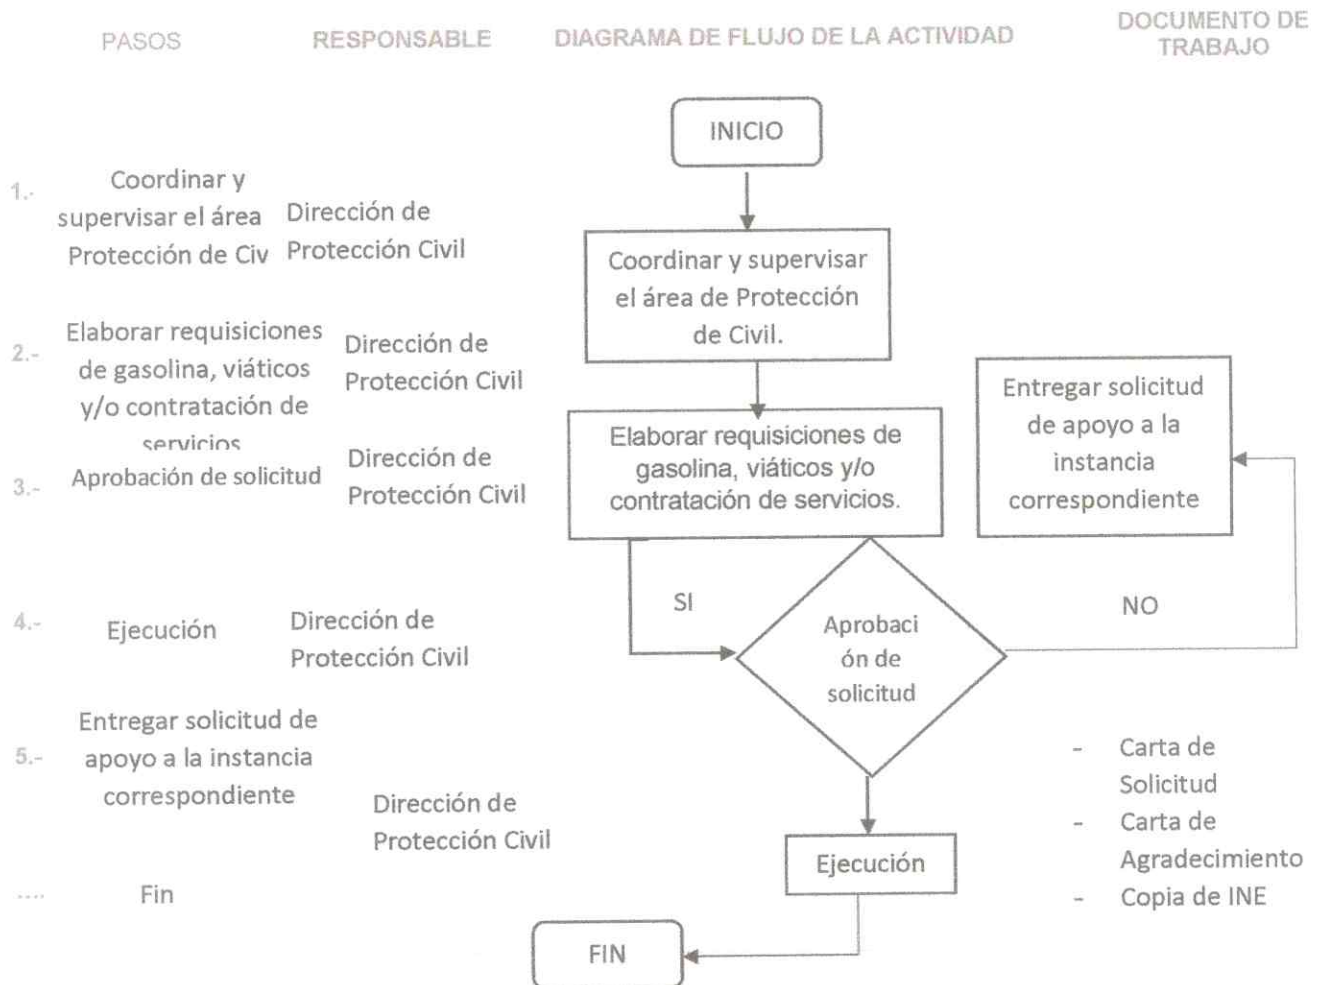 PASOS
RESPONSABLE
DIAGRAMA DE FLUJO DE LA ACTIVIDAD
DOCUMENTO DE
TRABAJO
1.-
Coordinar y
supervisar el área
Protección de Civ
Dirección de
Protección Civil
2.-
Elaborar requisiciones
de gasolina, viáticos
y/o contratación de
servicios
Dirección de
Protección Civil
3.-
Aprobación de solicitud
Dirección de
Protección Civil
4.-
Ejecución
Dirección de
Protección Civil
5.-
Entregar solicitud de
apoyo a la instancia
correspondiente
Dirección de
Protección Civil
....
Fin
INICIO
Coordinar y supervisar
el área de Protección
de Civil.
Elaborar requisiciones de
gasolina, viáticos y/o
contratación de servicios.
SI
Aprobaci
ón de
solicitud
NO
Entregar solicitud
de apoyo a la
instancia
correspondiente
Ejecución
FIN
- Carta de
Solicitud
- Carta de
Agradecimiento
- Copia de INE